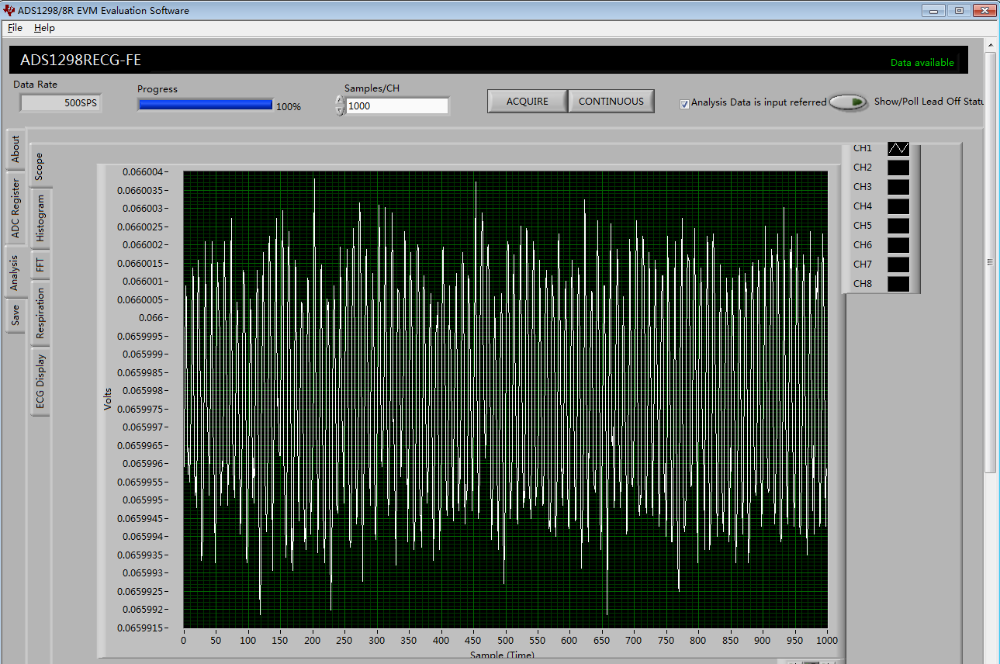 ADS1298/8R EVM Evaluation Software
File Help
ADS1298RECG-FE
Data available
Data Rate
500SPS
Progress
100%
Samples/CH
1000
ACQUIRE
CONTINUOUS
Analysis Data is input referred
Show/Poll Lead Off Statu
About
ADC Register
Analysis
Save
Scope
Histogram
FFT
Respiration
ECG Display
Volts
0.066004
0.0660035
0.066003
0.0660025
0.066002
0.0660015
0.066001
0.0660005
0.066
0.0659995
0.065999
0.0659985
0.065998
0.0659975
0.065997
0.0659965
0.065996
0.0659955
0.065995
0.0659945
0.065994
0.0659935
0.065993
0.0659925
0.065992
0.0659915
0 50 100 150 200 250 300 350 400 450 500 550 600 650 700 750 800 850 900 950 1000
Sample (Time)
CH1
CH2
CH3
CH4
CH5
CH6
CH7
CH8